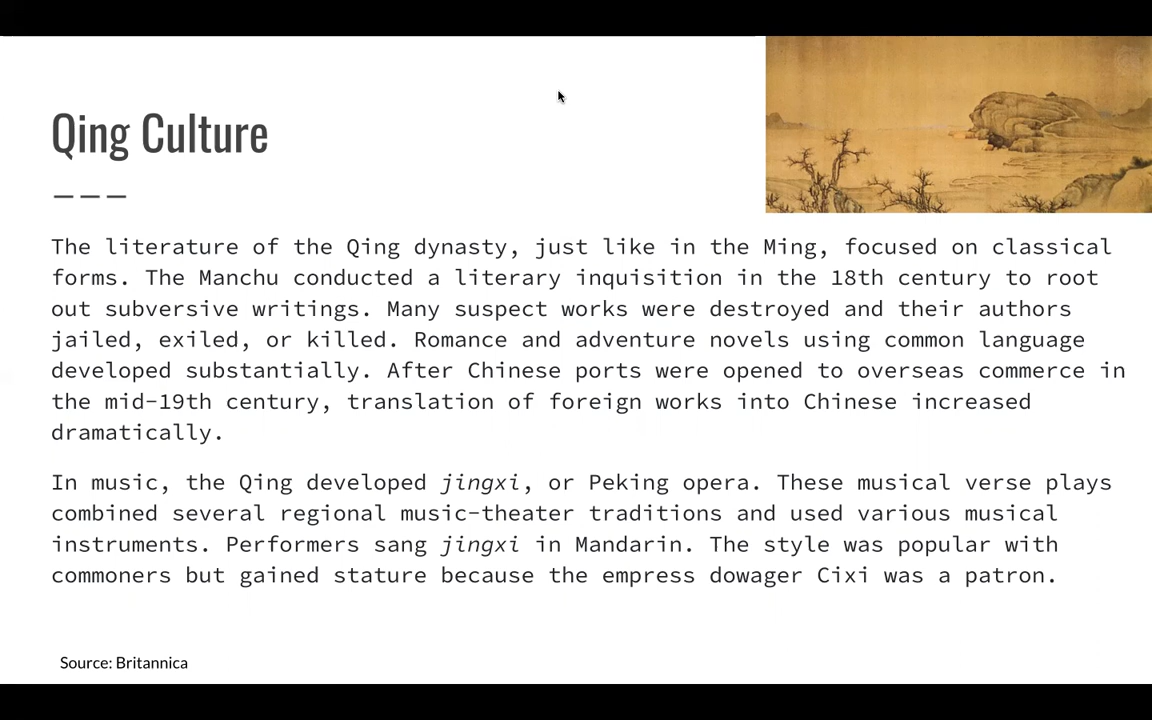 Qing Culture
The literature of the Qing dynasty, just like in the Ming, focused on classical
forms. The Manchu conducted a literary inquisition in the 18th century to root
out subversive writings. Many suspect works were destroyed and their authors
jailed, exiled, or killed. Romance and adventure novels using common language
developed substantially. After Chinese ports were opened to overseas commerce in
the mid-19th century, translation of foreign works into Chinese increased
dramatically.
In music, the Qing developed jingxi, or Peking opera. These musical verse plays
combined several regional music-theater traditions and used various musical
instruments. Performers sang jingxi in Mandarin. The style was popular with
commoners but gained stature because the empress dowager Cixi was a patron.
Source: Britannica